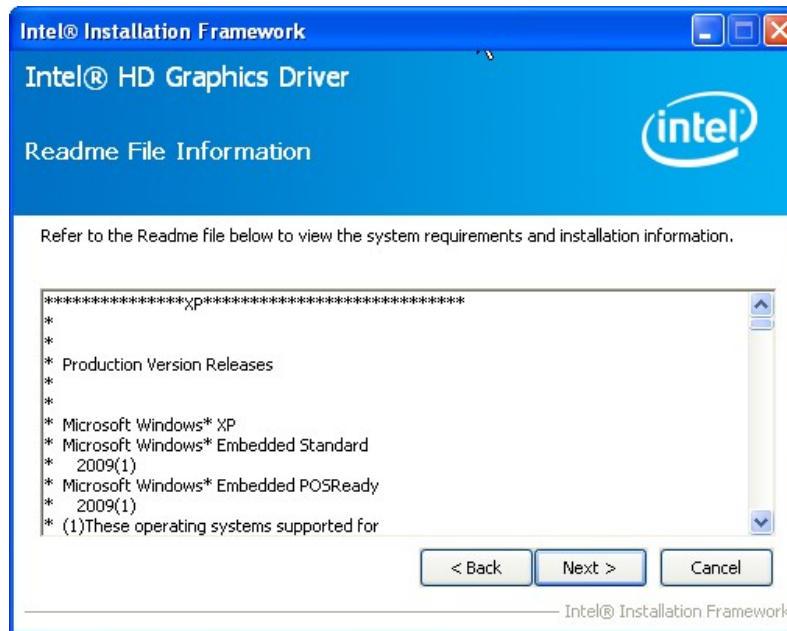 Intel® Installation Framework
Intel® HD Graphics Driver
intel
Readme File Information
Refer to the Readme file below to view the system requirements and installation information.
***************XP****************************
*
*
* Production Version Releases
*
*
* Microsoft Windows* XP
* Microsoft Windows* Embedded Standard
2009(1)
* Microsoft Windows* Embedded POSReady
* 2009(1)
* (1)These operating systems supported for
< Back Next > Cancel
Intel® Installation Framework